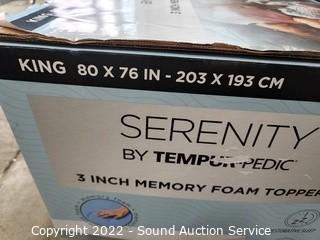 KING 80 X 76 IN - 203 X 193 CM
SERENITY
BY TEMPUR-PEDIC®
3 INCH MEMORY FOAM TOPPER
Copyright 2022 - Sound Auction Service